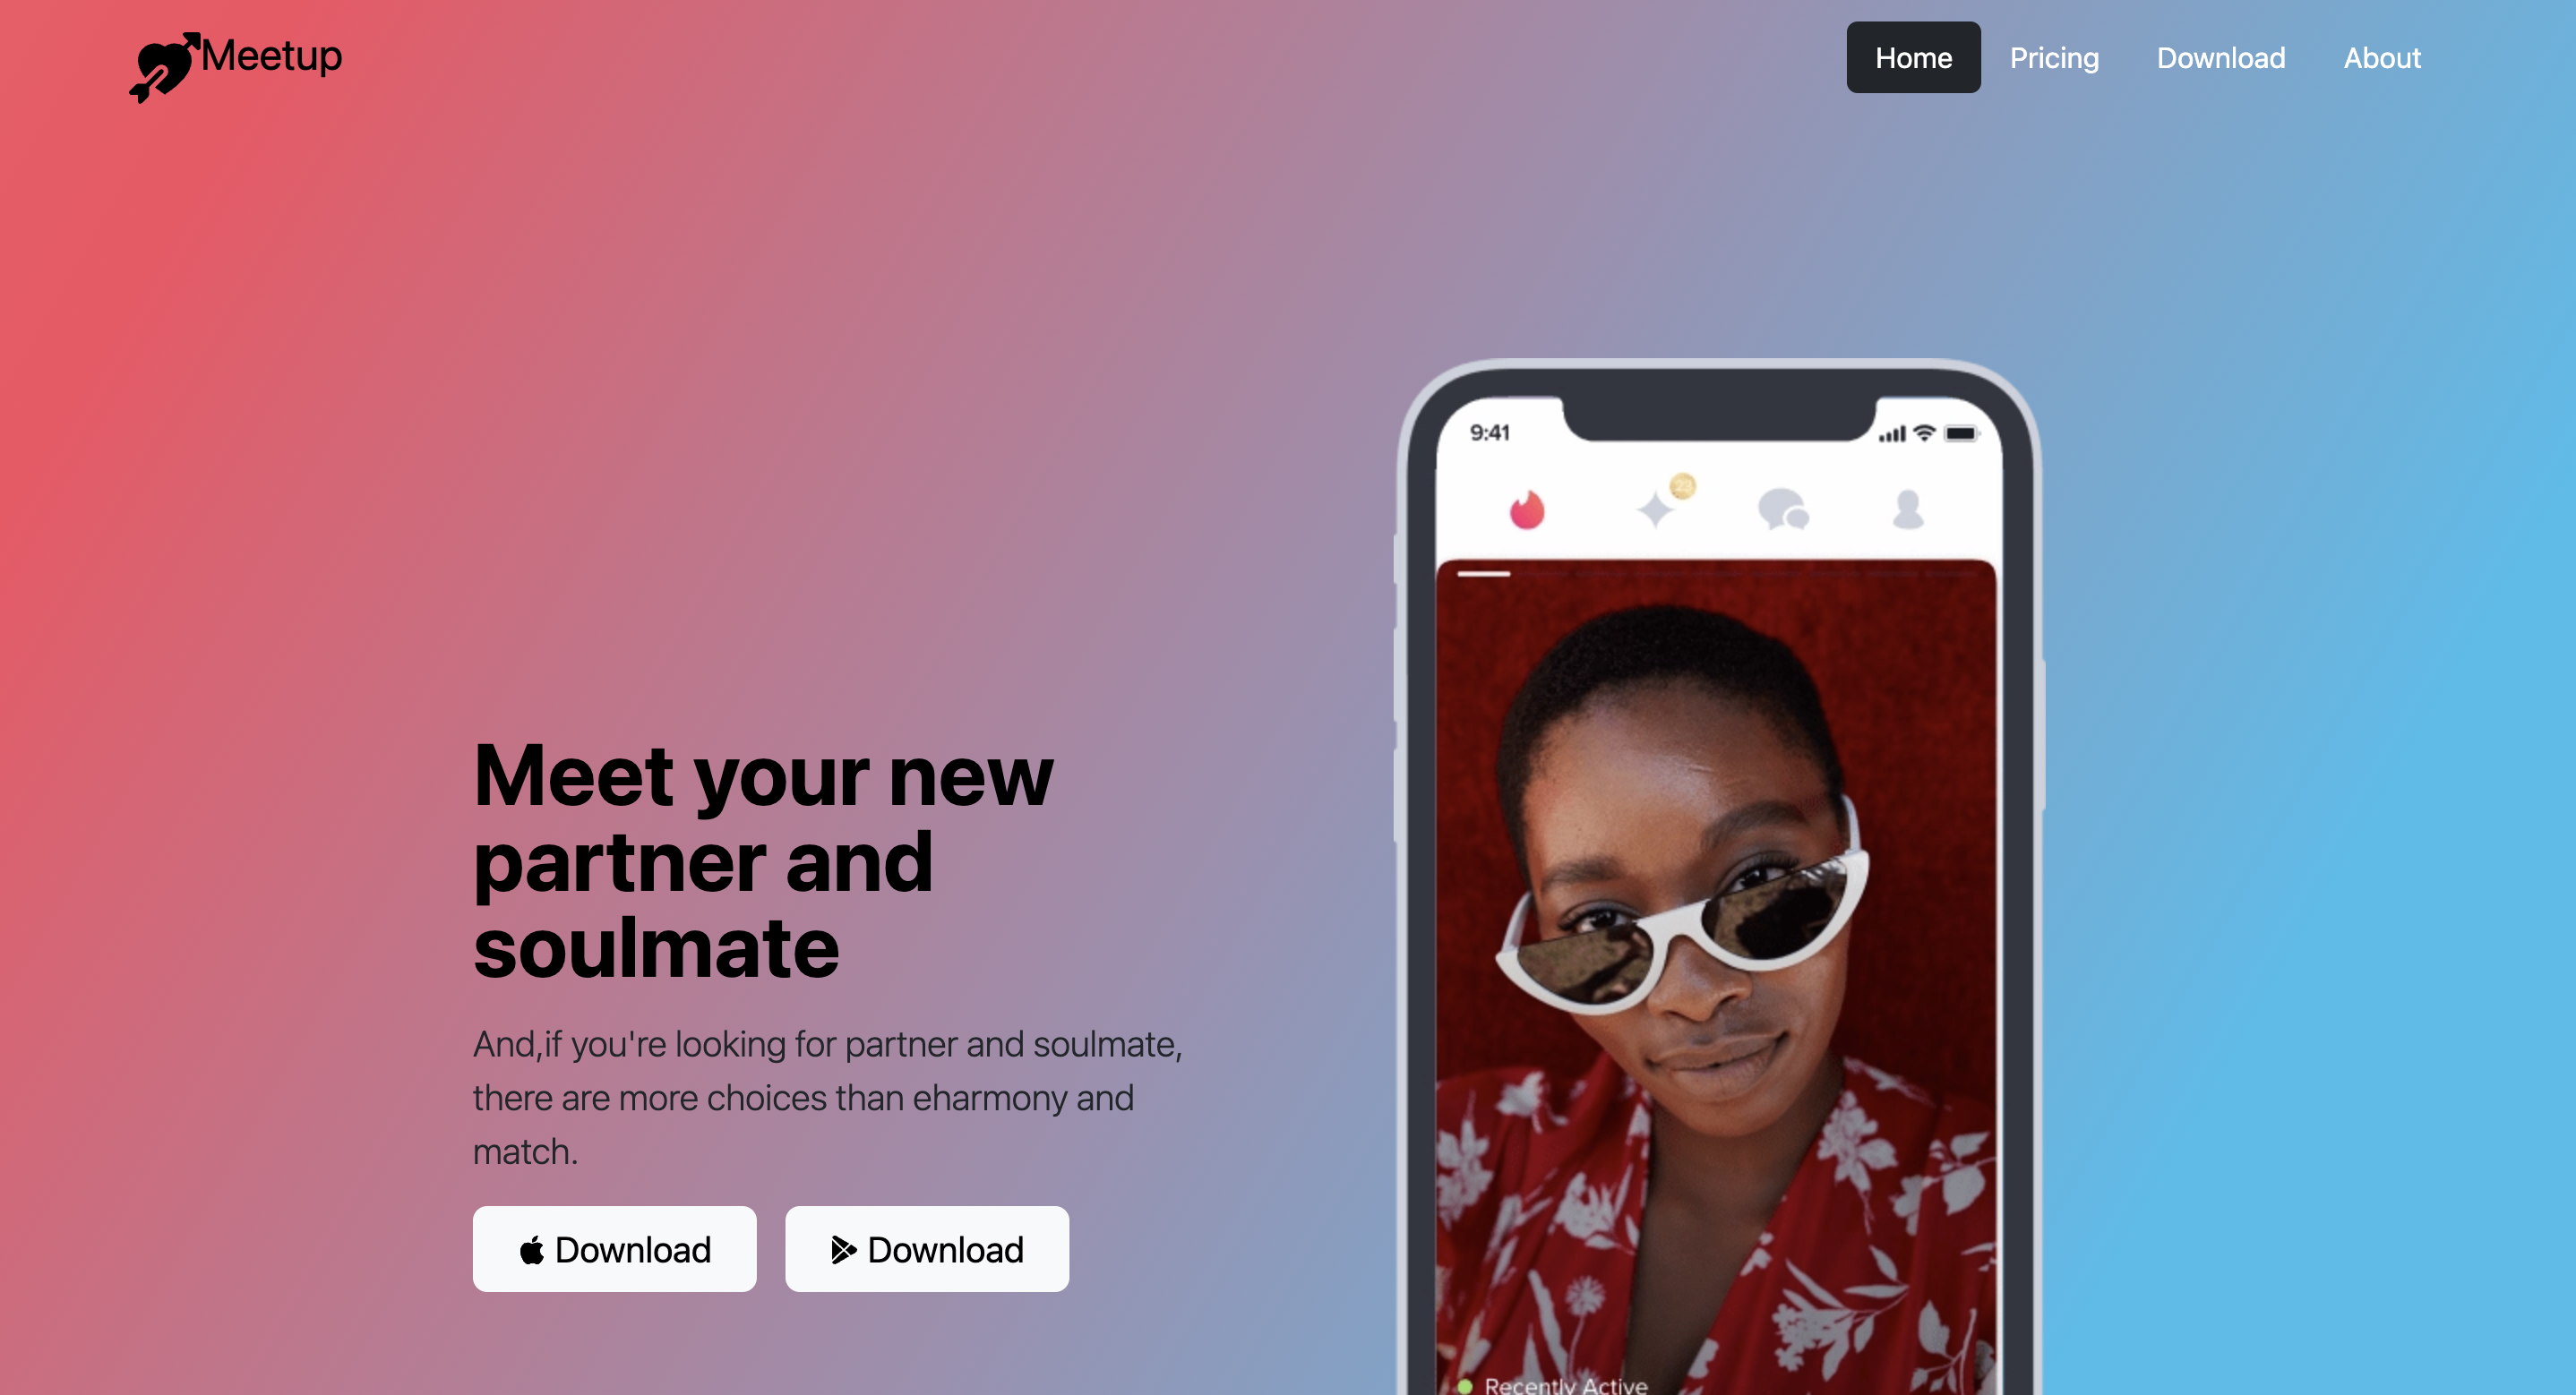 Meetup
Home
Pricing
Download
About
9:41
23
Meet your new
partner and
soulmate
And,if you're looking for partner and soulmate,
there are more choices than eharmony and
match.
Download
Download
Recently Active